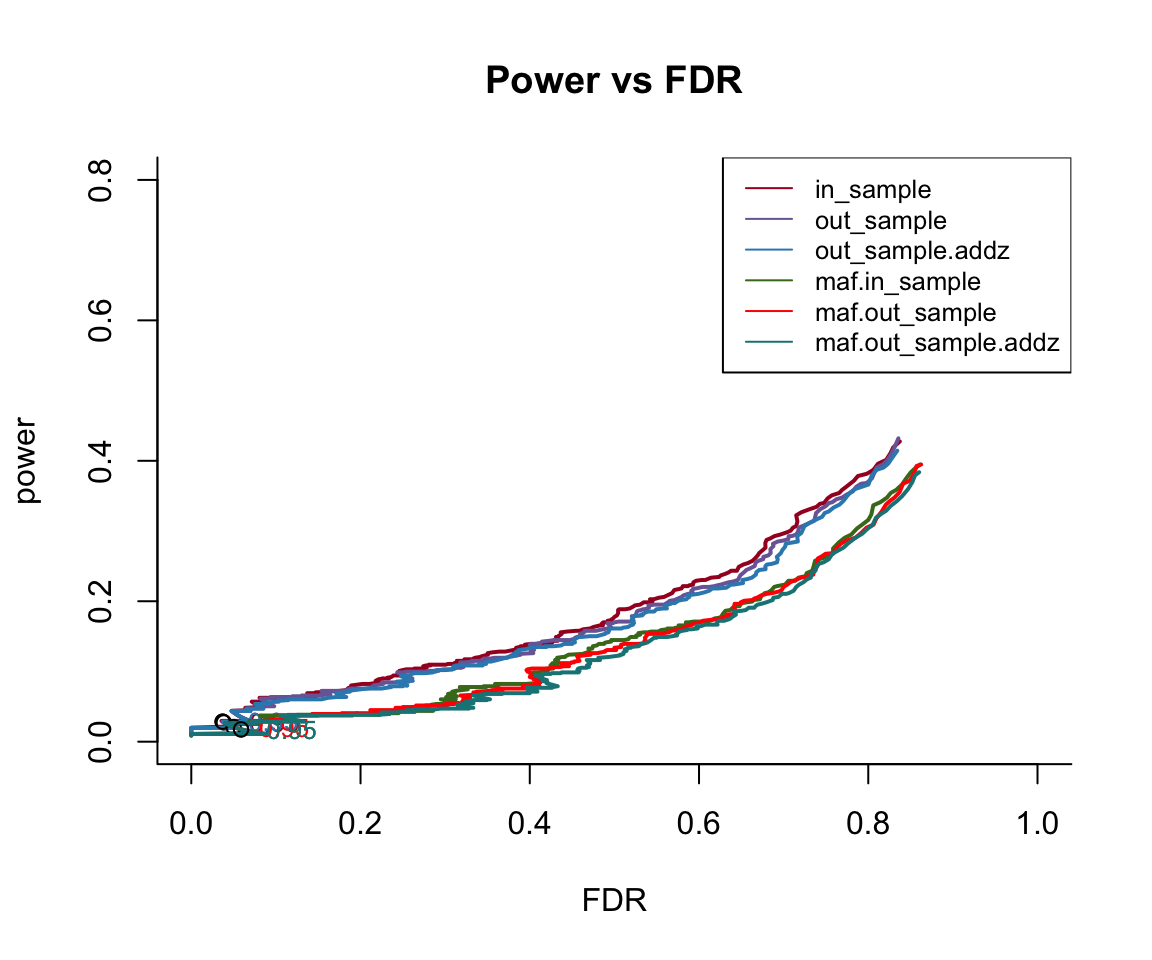 Power vs FDR
in_sample
out_sample
out_sample.addz
maf.in_sample
maf.out_sample
maf.out_sample.addz
0.8
0.6
0.4
0.2
0.0
power
0.0 0.2 0.4 0.6 0.8 1.0
FDR